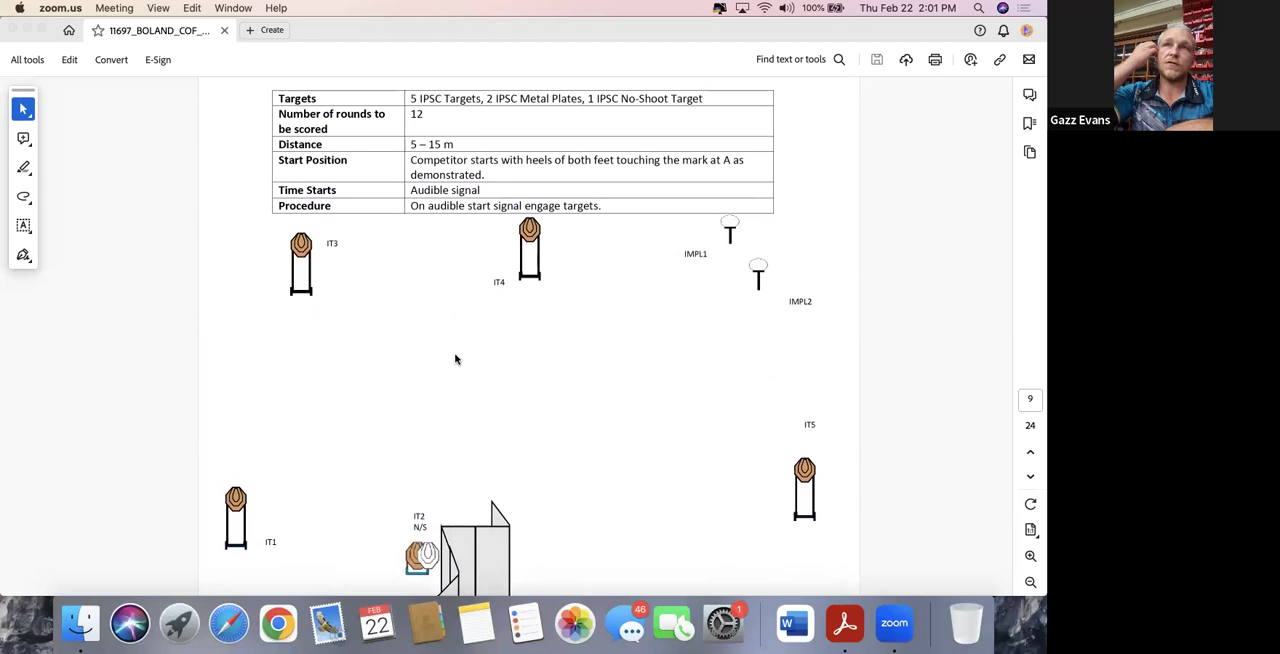 zoom.us Meeting View Edit Window Help 100% Thu Feb 22 2:01 PM
11697_BOLAND_COF_... Create
All tools Edit Convert E-Sign Find text or tools
Targets 5 IPSC Targets, 2 IPSC Metal Plates, 1 IPSC No-Shoot Target
Number of rounds to 12
be scored
Distance 5 – 15 m
Start Position Competitor starts with heels of both feet touching the mark at A as
demonstrated.
Time Starts Audible signal
Procedure On audible start signal engage targets.
Gazz Evans
IT3
IT4
IMPL1
IMPL2
9
24
IT5
IT2
N/S
IT1
FEB
22
46
1
W
zoom
1:1